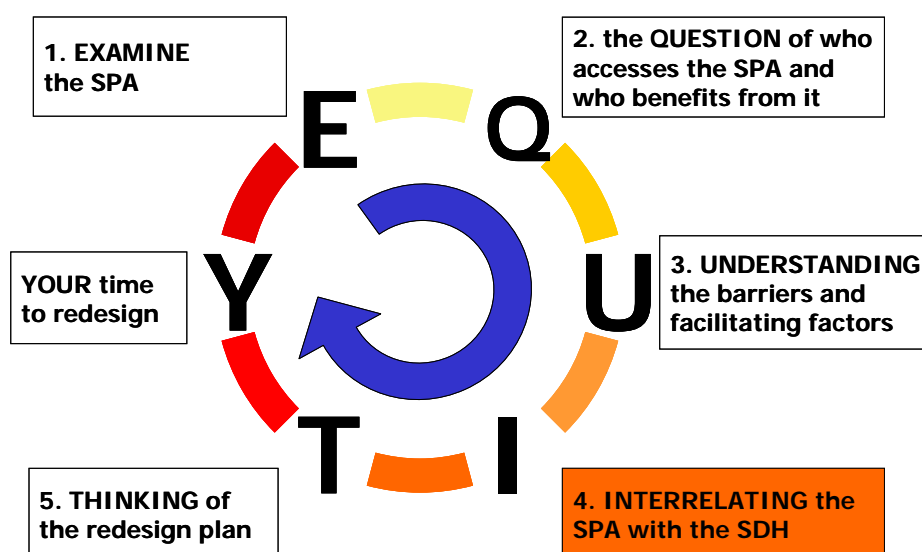 1. EXAMINE
the SPA
2. the QUESTION of who
accesses the SPA and
who benefits from it
E
Q
U
I
T
Y
3. UNDERSTANDING
the barriers and
facilitating factors
4. INTERRELATING the
SPA with the SDH
5. THINKING of
the redesign plan
YOUR time
to redesign